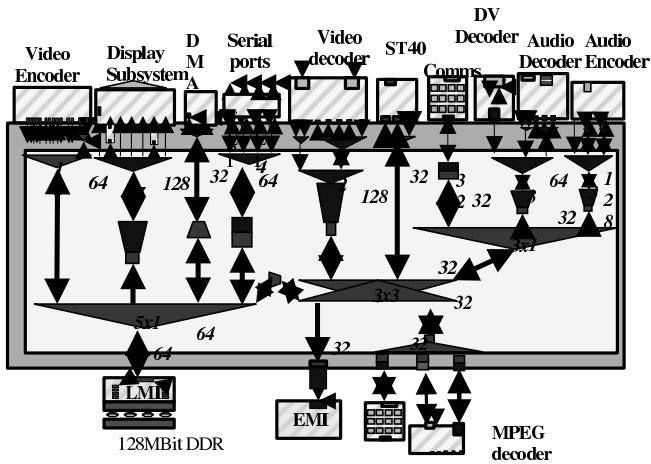 Video
Encoder
Display
Subsystem
D
M
A
Serial
ports
Video
decoder
ST40
Comms
DV
Decoder
Audio
Decoder
Audio
Encoder
64
128
32
4
64
2
128
32
3
2
32
64
32
1
2
8
3x1
32
3x3
32
5x1
64
64
32
32
LMI
EMI
128MBit DDR
MPEG
decoder